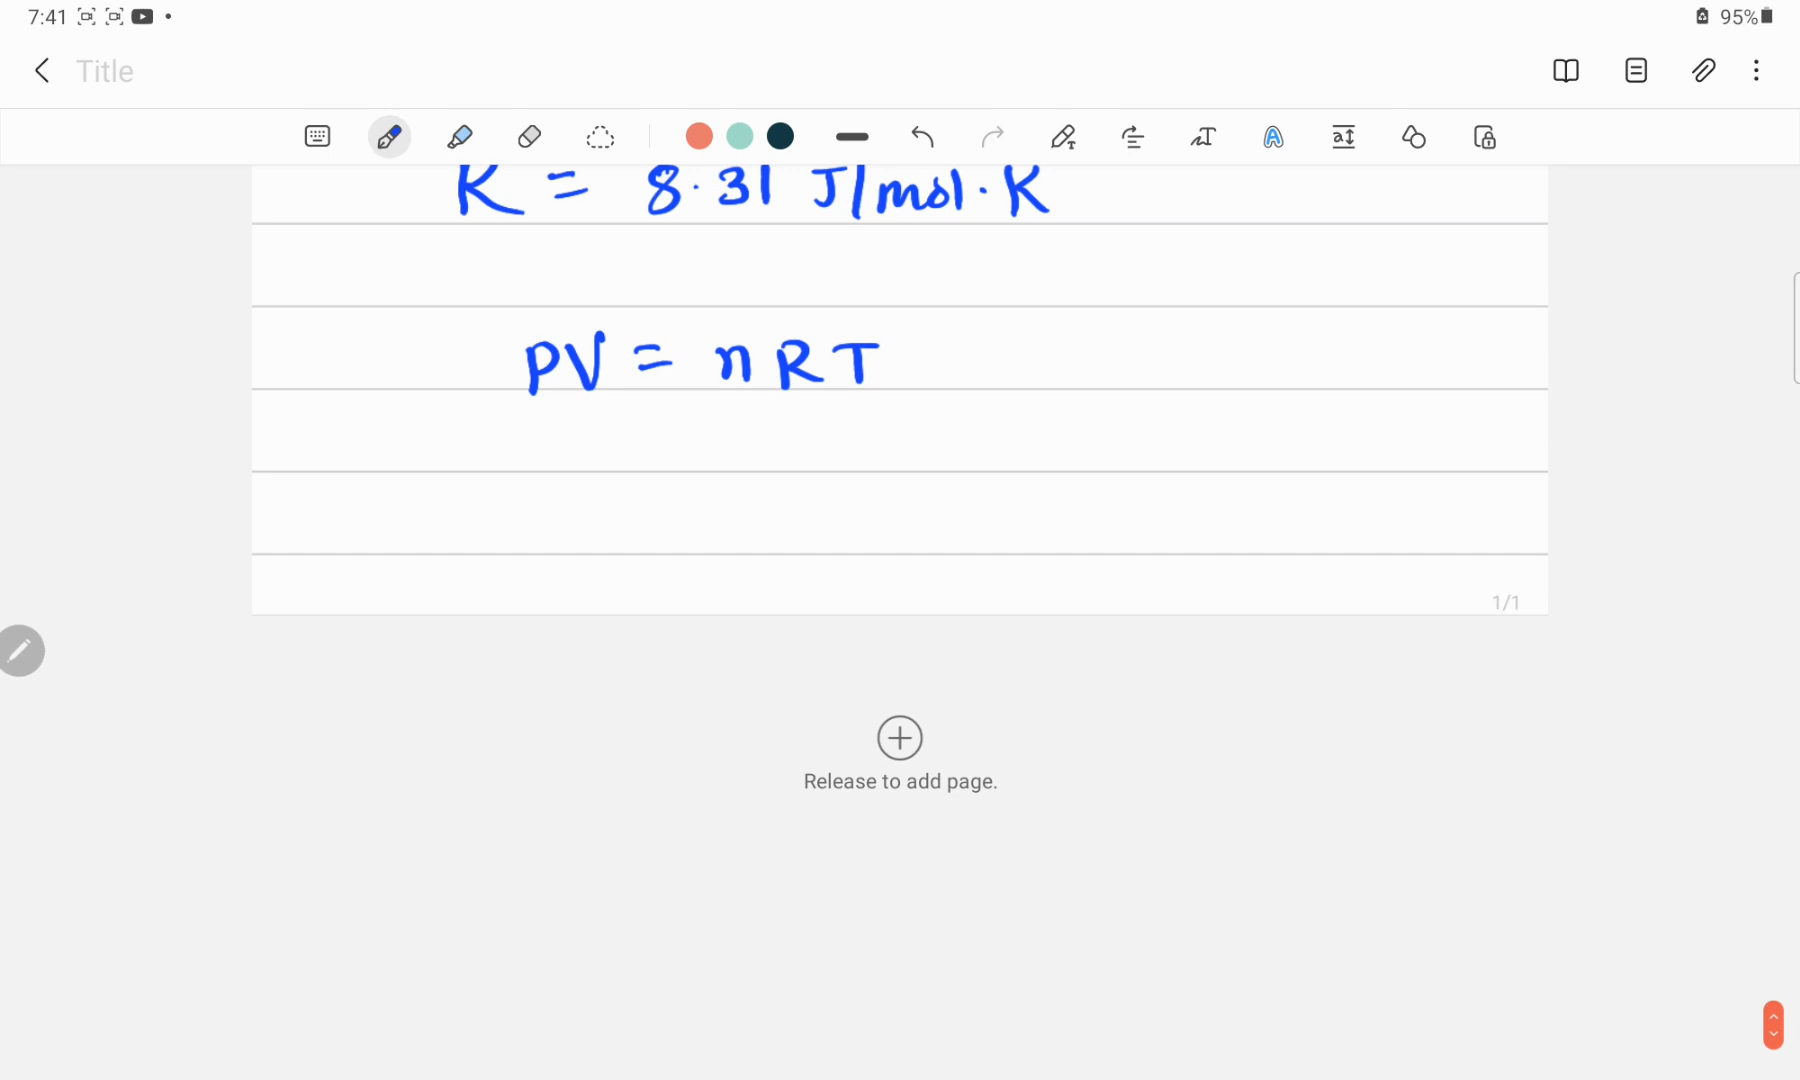 7:41
95%
Title
R = 8.31 J/mol.K
PV = nRT
1/1
Release to add page.